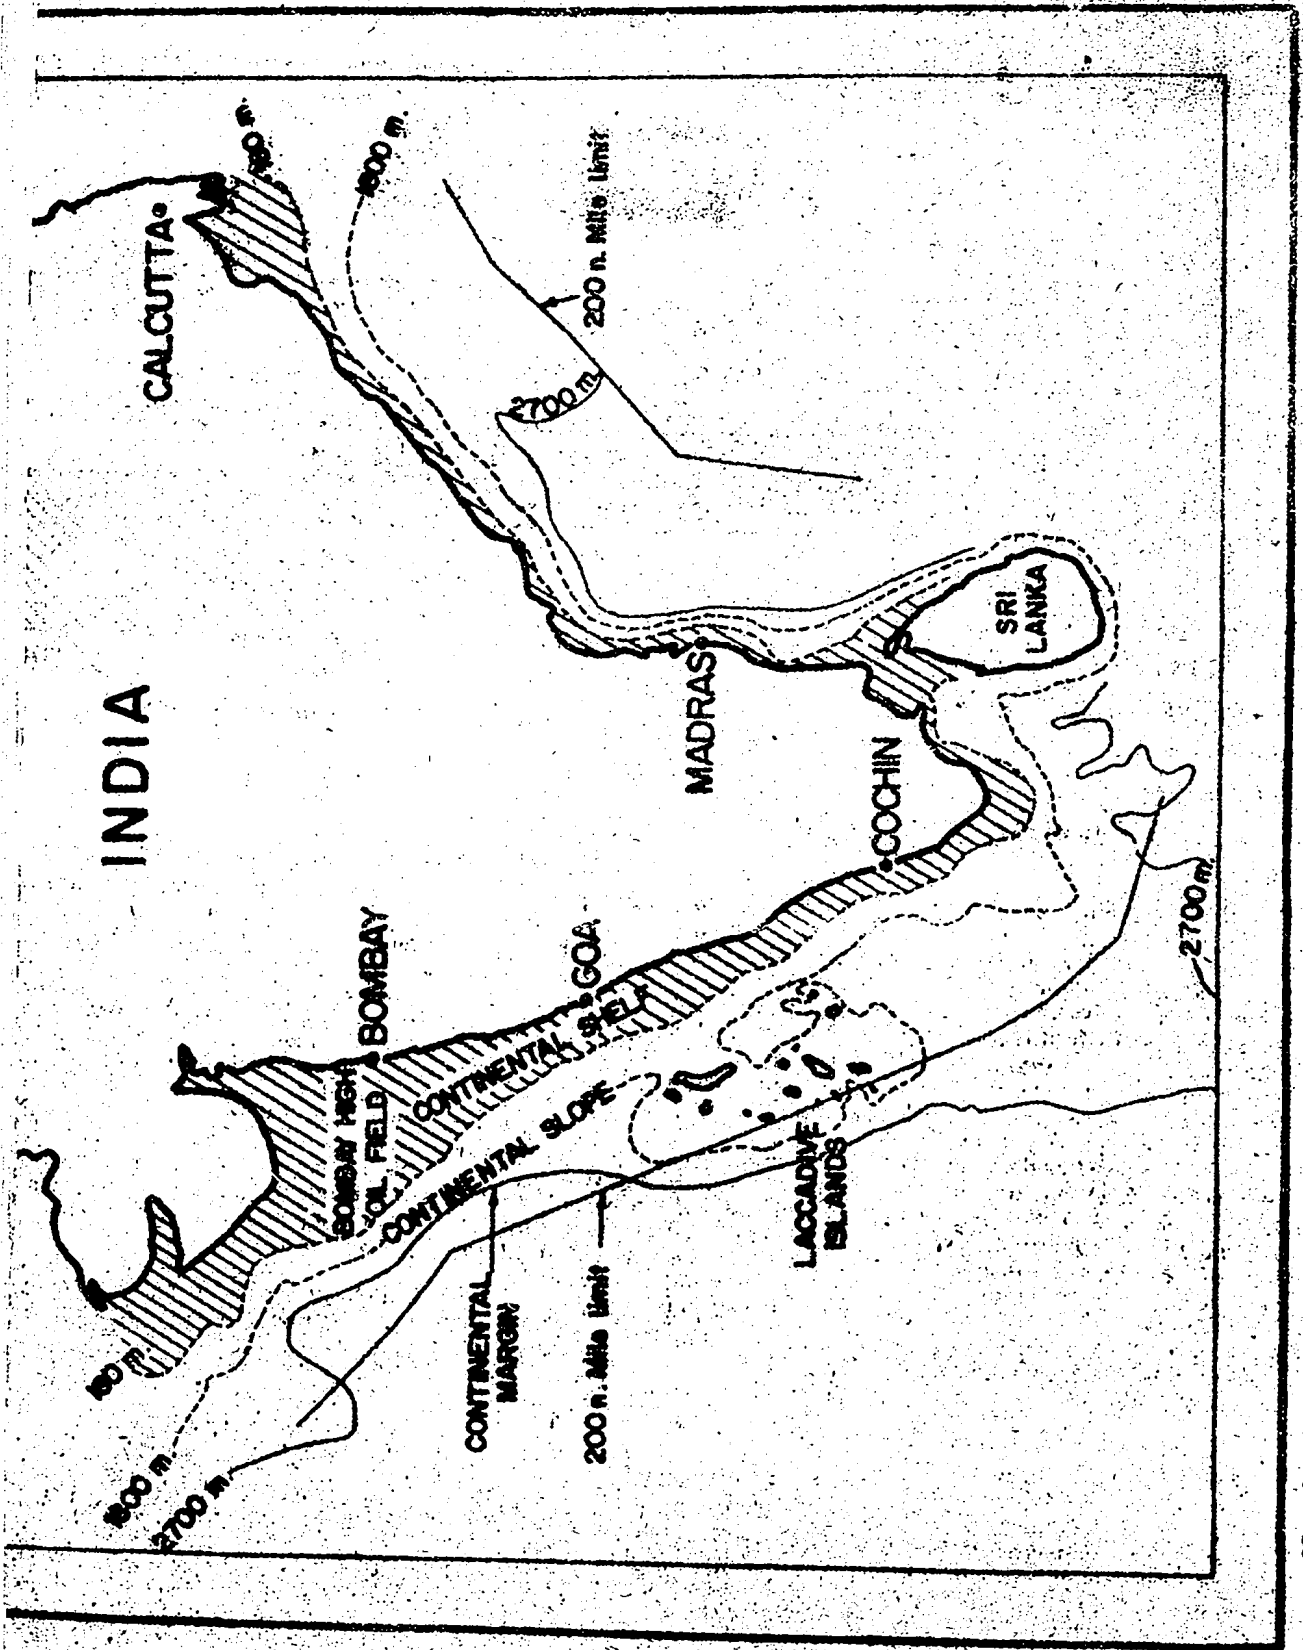 INDIA
CALCUTTA
180 m.
1800 m.
200 n. Mile limit
2700 m.
BOMBAY
BOMBAY HIGH
OIL FIELD
GOA
MADRAS
COCHIN
SRI
LANKA
CONTINENTAL SHELF
CONTINENTAL SLOPE
CONTINENTAL
MARGIN
200 n. Mile limit
LACCADIVE
ISLANDS
180 m.
1800 m.
2700 m
2700 m